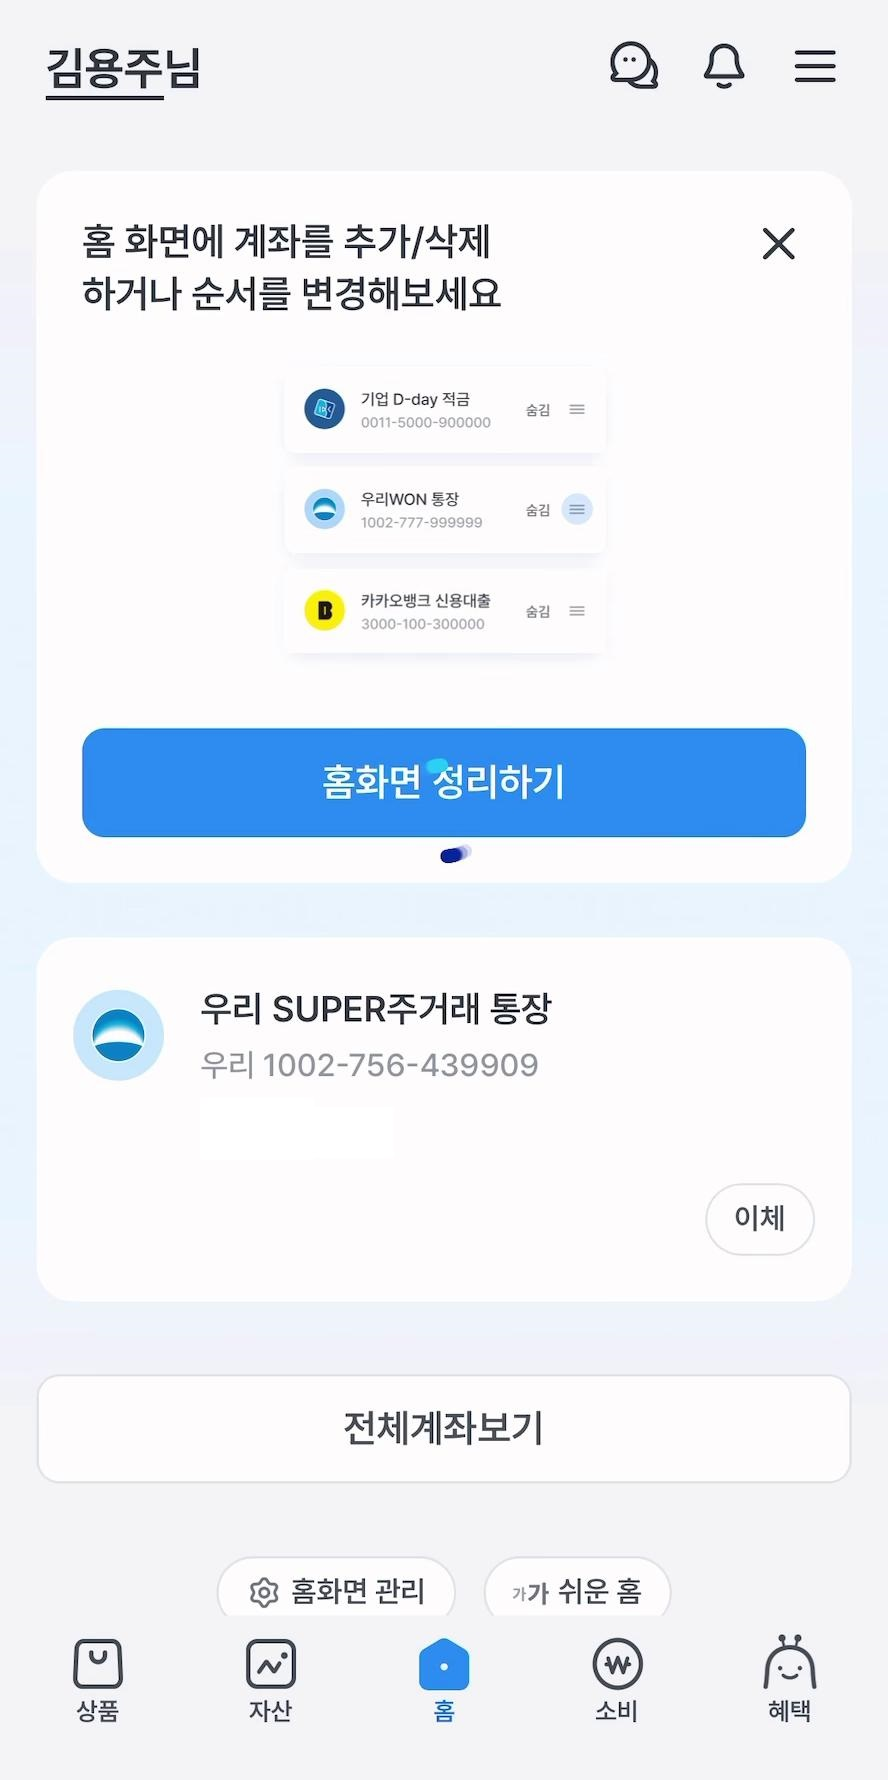 김용주님
홈 화면에 계좌를 추가/삭제
하거나 순서를 변경해보세요
기업 D-day 적금
0011-5000-900000
숨김
우리WON 통장
1002-777-999999
숨김
B
카카오뱅크 신용대출
3000-100-300000
숨김
홈화면 정리하기
우리 SUPER주거래 통장
우리 1002-756-439909
이체
전체계좌보기
홈화면 관리
가가 쉬운 홈
상품
자산
홈
소비
혜택